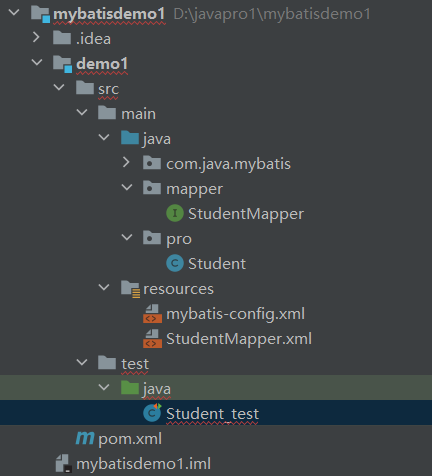 mybatisdemo1 D:\javapro1\mybatisdemo1
.idea
demo1
src
main
java
com.java.mybatis
mapper
StudentMapper
pro
Student
resources
mybatis-config.xml
StudentMapper.xml
test
java
Student_test
pom.xml
mybatisdemo1.iml